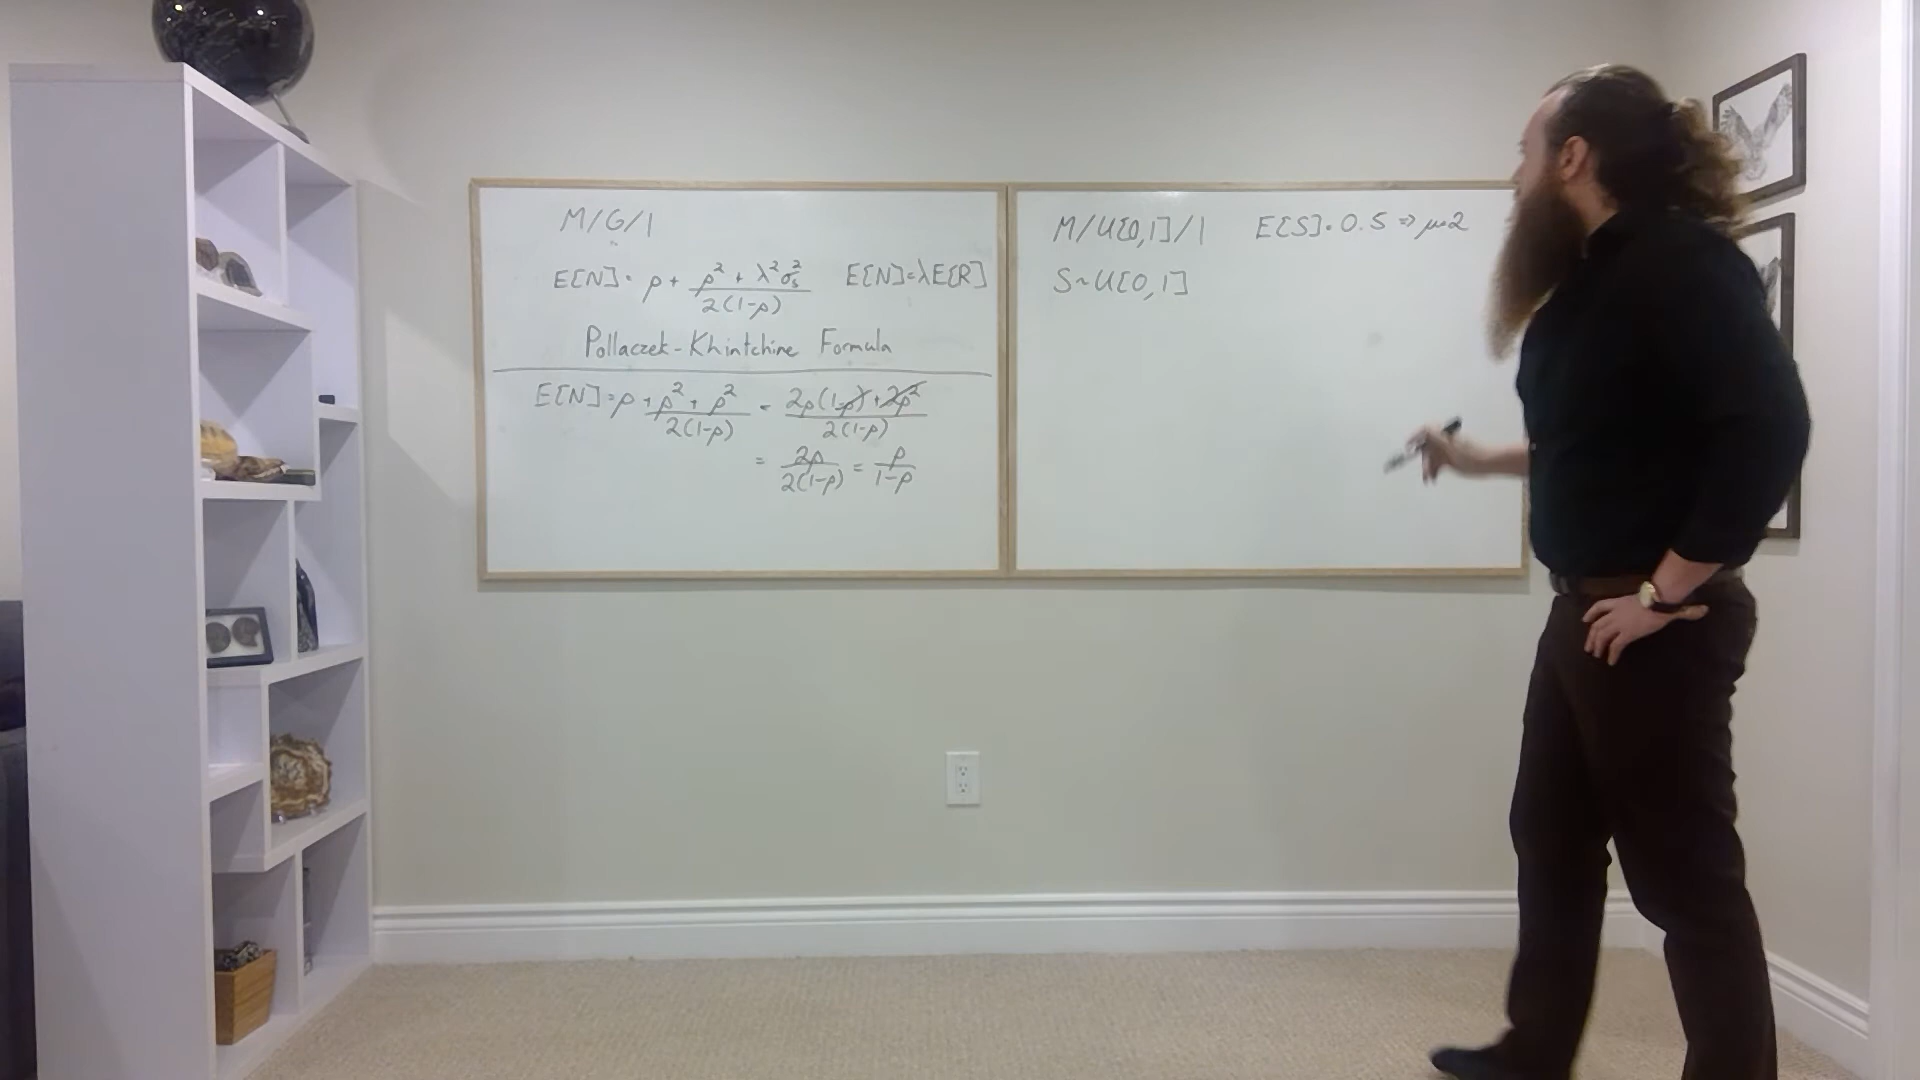 M/G/1
E[N] = ρ + (ρ² + λ²σₛ²)/(2(1-ρ))   E[N] = λE[R]
Pollaczek-Khintchine Formula
E[N] = ρ + (ρ² + ρ²)/(2(1-ρ)) = (2ρ(1-ρ) + 2ρ²)/(2(1-ρ))
= 2ρ/(2(1-ρ)) = ρ/(1-ρ)
M/U[0,1]/1   E[S] = 0.5 => μ=2
S~U[0,1]